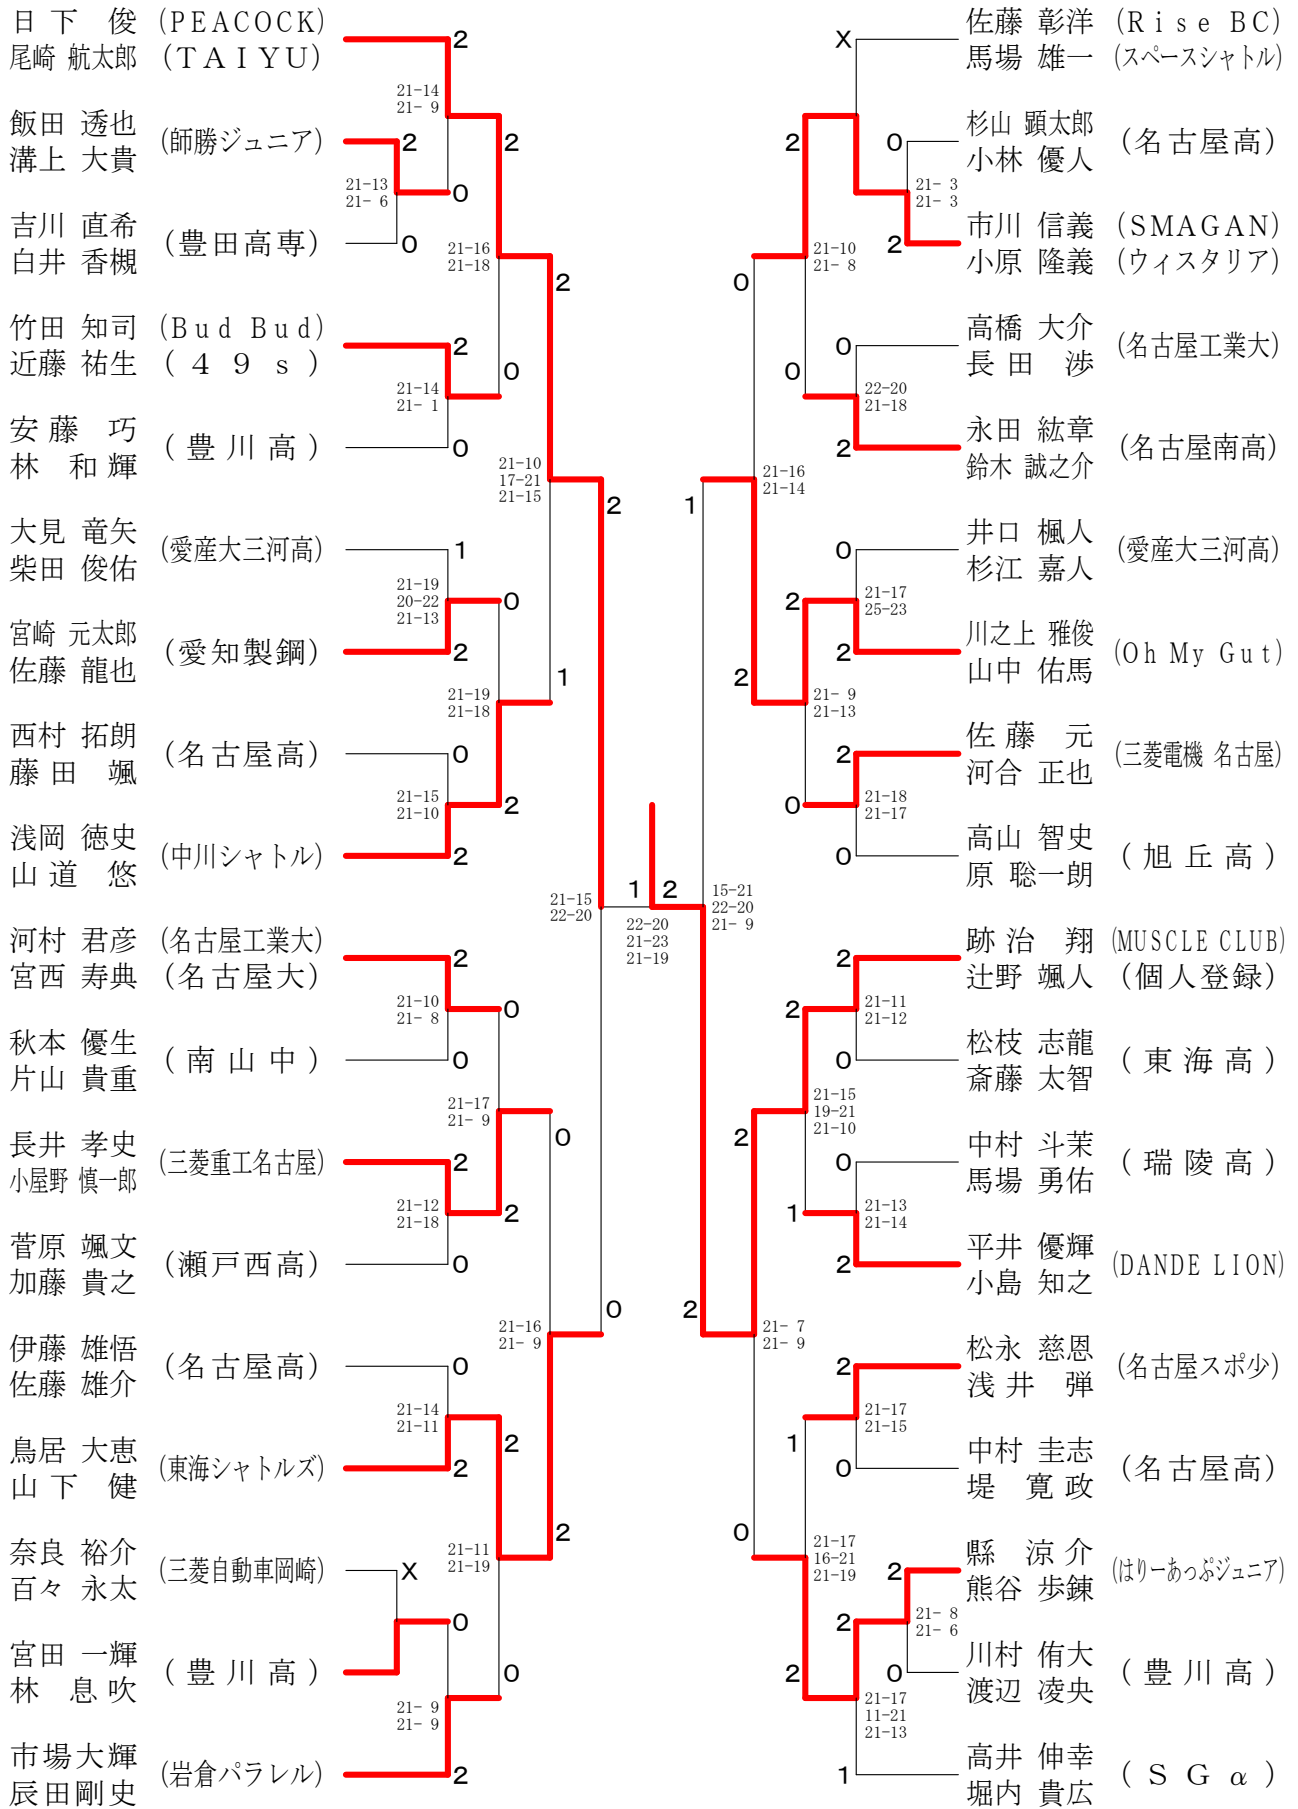 日下 俊 (PEACOCK)
尾崎 航太郎 (TAIYU)
2
21-14
21- 9
飯田 透也
溝上 大貴
(師勝ジュニア)
2
2
21-13
21- 6
0
吉川 直希
白井 香槻
(豊田高専)
0
21-16
21-18
2
竹田 知司 (Bud Bud)
近藤 祐生 (49s)
2
0
21-14
21- 1
安藤 巧
林 和輝
(豊川高)
0
21-10
17-21
21-15
2
大見 竜矢
柴田 俊佑
(愛産大三河高)
1
21-19
20-22
21-13
0
宮崎 元太郎
佐藤 龍也
(愛知製鋼)
2
1
21-19
21-18
西村 拓朗
藤田 颯
(名古屋高)
0
21-15
21-10
2
浅岡 徳史
山道 悠
(中川シャトル)
2
21-15
22-20
1
2
22-20
21-23
21-19
河村 君彦 (名古屋工業大)
宮西 寿典 (名古屋大)
2
21-10
21- 8
0
秋本 優生
片山 貴重
(南山中)
0
21-17
21- 9
0
長井 孝史
小屋野 慎一郎
(三菱重工名古屋)
2
21-12
21-18
2
菅原 颯文
加藤 貴之
(瀬戸西高)
0
21-16
21- 9
0
伊藤 雄悟
佐藤 雄介
(名古屋高)
0
21-14
21-11
2
鳥居 大恵
山下 健
(東海シャトルズ)
2
21-11
21-19
2
奈良 裕介
百々 永太
(三菱自動車岡崎)
X
0
宮田 一輝
林 息吹
(豊川高)
0
21- 9
21- 9
市場大輝
辰田剛史
(岩倉パラレル)
2
X
佐藤 彰洋 (Rise BC)
馬場 雄一 (スペースシャトル)
2
0
杉山 顕太郎
小林 優人
(名古屋高)
21- 3
21- 3
2
市川 信義 (SMAGAN)
小原 隆義 (ウィスタリア)
21-10
21- 8
0
0
高橋 大介
長田 渉
(名古屋工業大)
0
22-20
21-18
2
永田 紘章
鈴木 誠之介
(名古屋南高)
21-16
21-14
1
0
井口 楓人
杉江 嘉人
(愛産大三河高)
2
21-17
25-23
2
川之上 雅俊
山中 佑馬
(Oh My Gut)
2
21- 9
21-13
2
佐藤 元
河合 正也
(三菱電機 名古屋)
0
21-18
21-17
0
高山 智史
原 聡一朗
(旭丘高)
15-21
22-20
21- 9
2
跡治 翔 (MUSCLE CLUB)
辻野 颯人 (個人登録)
2
21-11
21-12
0
松枝 志龍
斎藤 太智
(東海高)
21-15
19-21
21-10
2
0
中村 斗茉
馬場 勇佑
(瑞陵高)
1
21-13
21-14
2
平井 優輝
小島 知之
(DANDE LION)
2
21- 7
21- 9
2
松永 慈恩
浅井 弾
(名古屋スポ少)
1
21-17
21-15
0
中村 圭志
堤 寛政
(名古屋高)
0
21-17
16-21
21-19
2
縣 涼介
熊谷 歩錬
(はりーあっぷジュニア)
2
21- 8
21- 6
0
川村 侑大
渡辺 凌央
(豊川高)
2
21-17
11-21
21-13
1
高井 伸幸
堀内 貴広
(SGα)